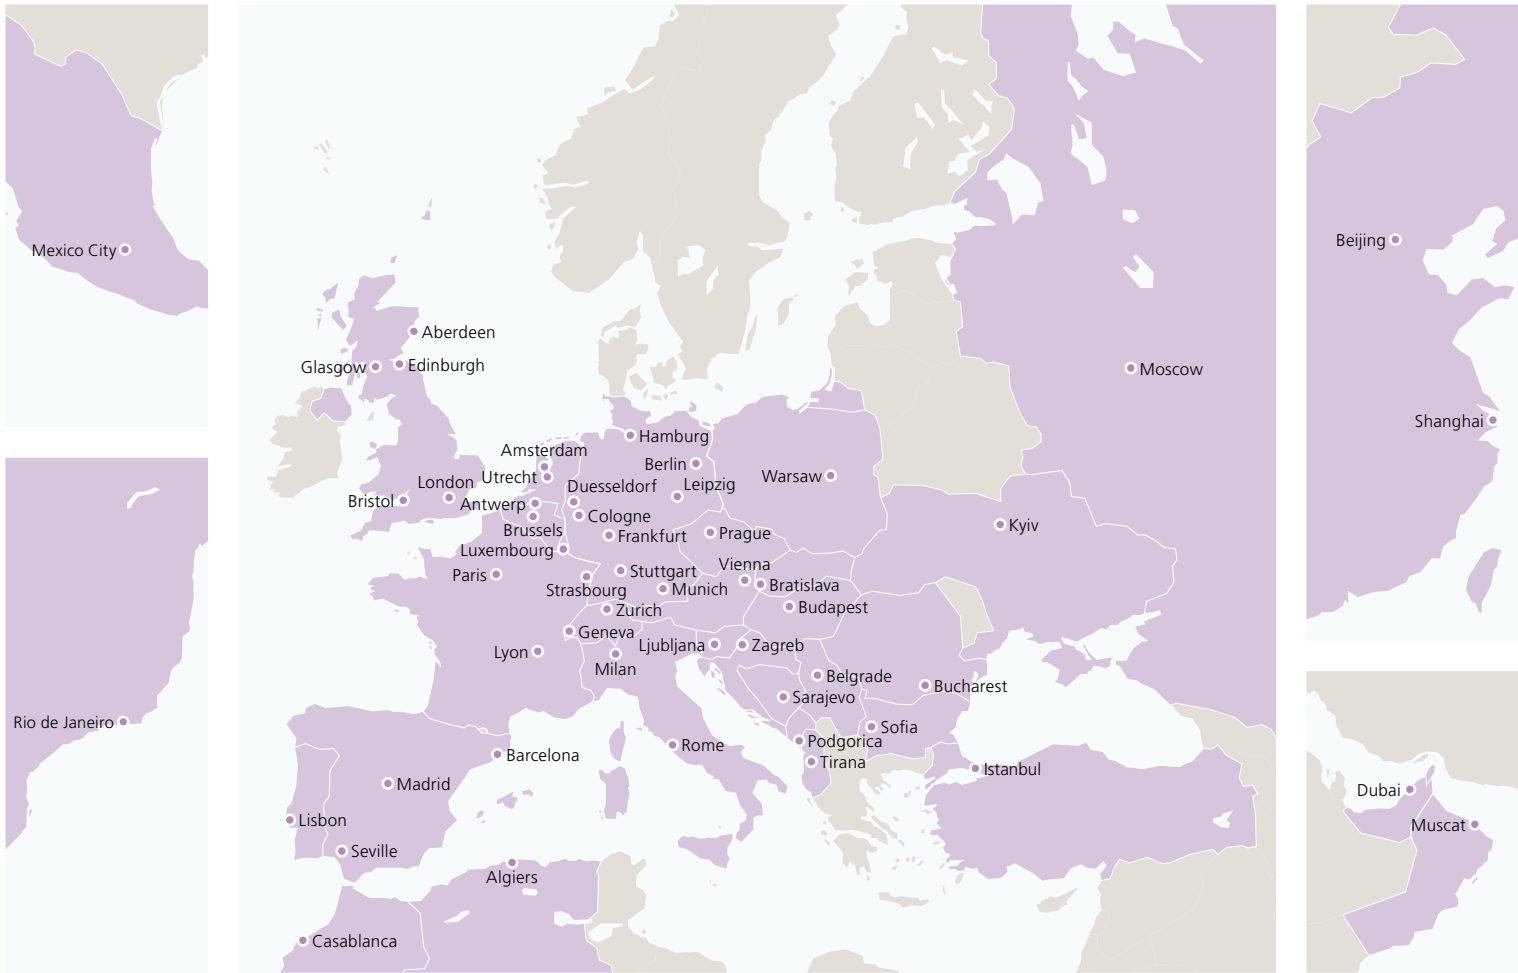 Mexico City
Rio de Janeiro
Aberdeen
Glasgow
Edinburgh
Moscow
Hamburg
Amsterdam
Berlin
Utrecht
Warsaw
London
Duesseldorf
Leipzig
Bristol
Antwerp
Cologne
Brussels
Kyiv
Frankfurt
Prague
Luxembourg
Vienna
Paris
Stuttgart
Strasbourg
Munich
Bratislava
Zurich
Budapest
Geneva
Lyon
Ljubljana
Zagreb
Milan
Belgrade
Bucharest
Sarajevo
Sofia
Rome
Podgorica
Barcelona
Tirana
Istanbul
Madrid
Lisbon
Seville
Algiers
Casablanca
Beijing
Shanghai
Dubai
Muscat